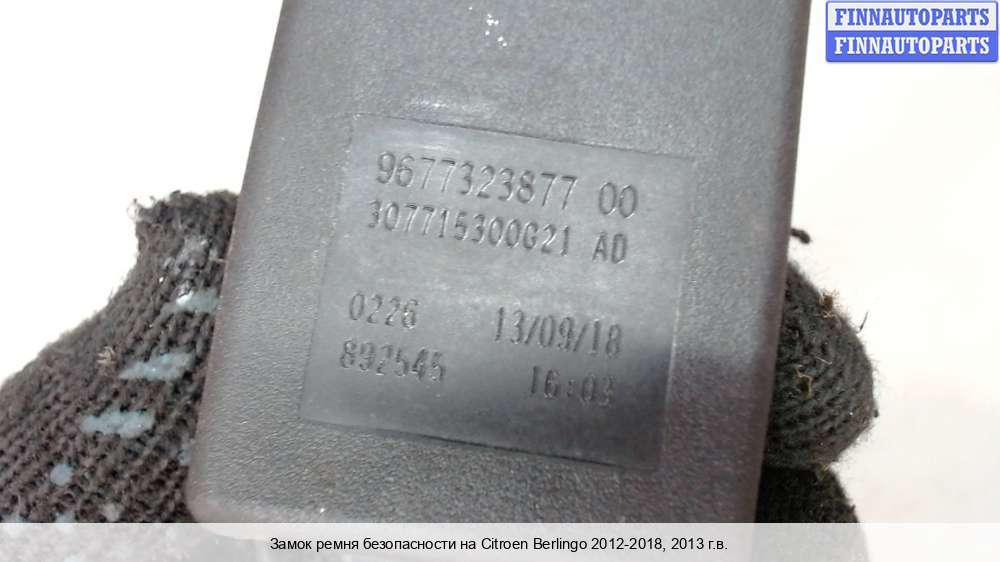 FINNAUTOPARTS
FINNAUTOPARTS
9677323877 00
307715300G21 AD
0226 13/09/18
892545 16:03
Замок ремня безопасности на Citroen Berlingo 2012-2018, 2013 г.в.